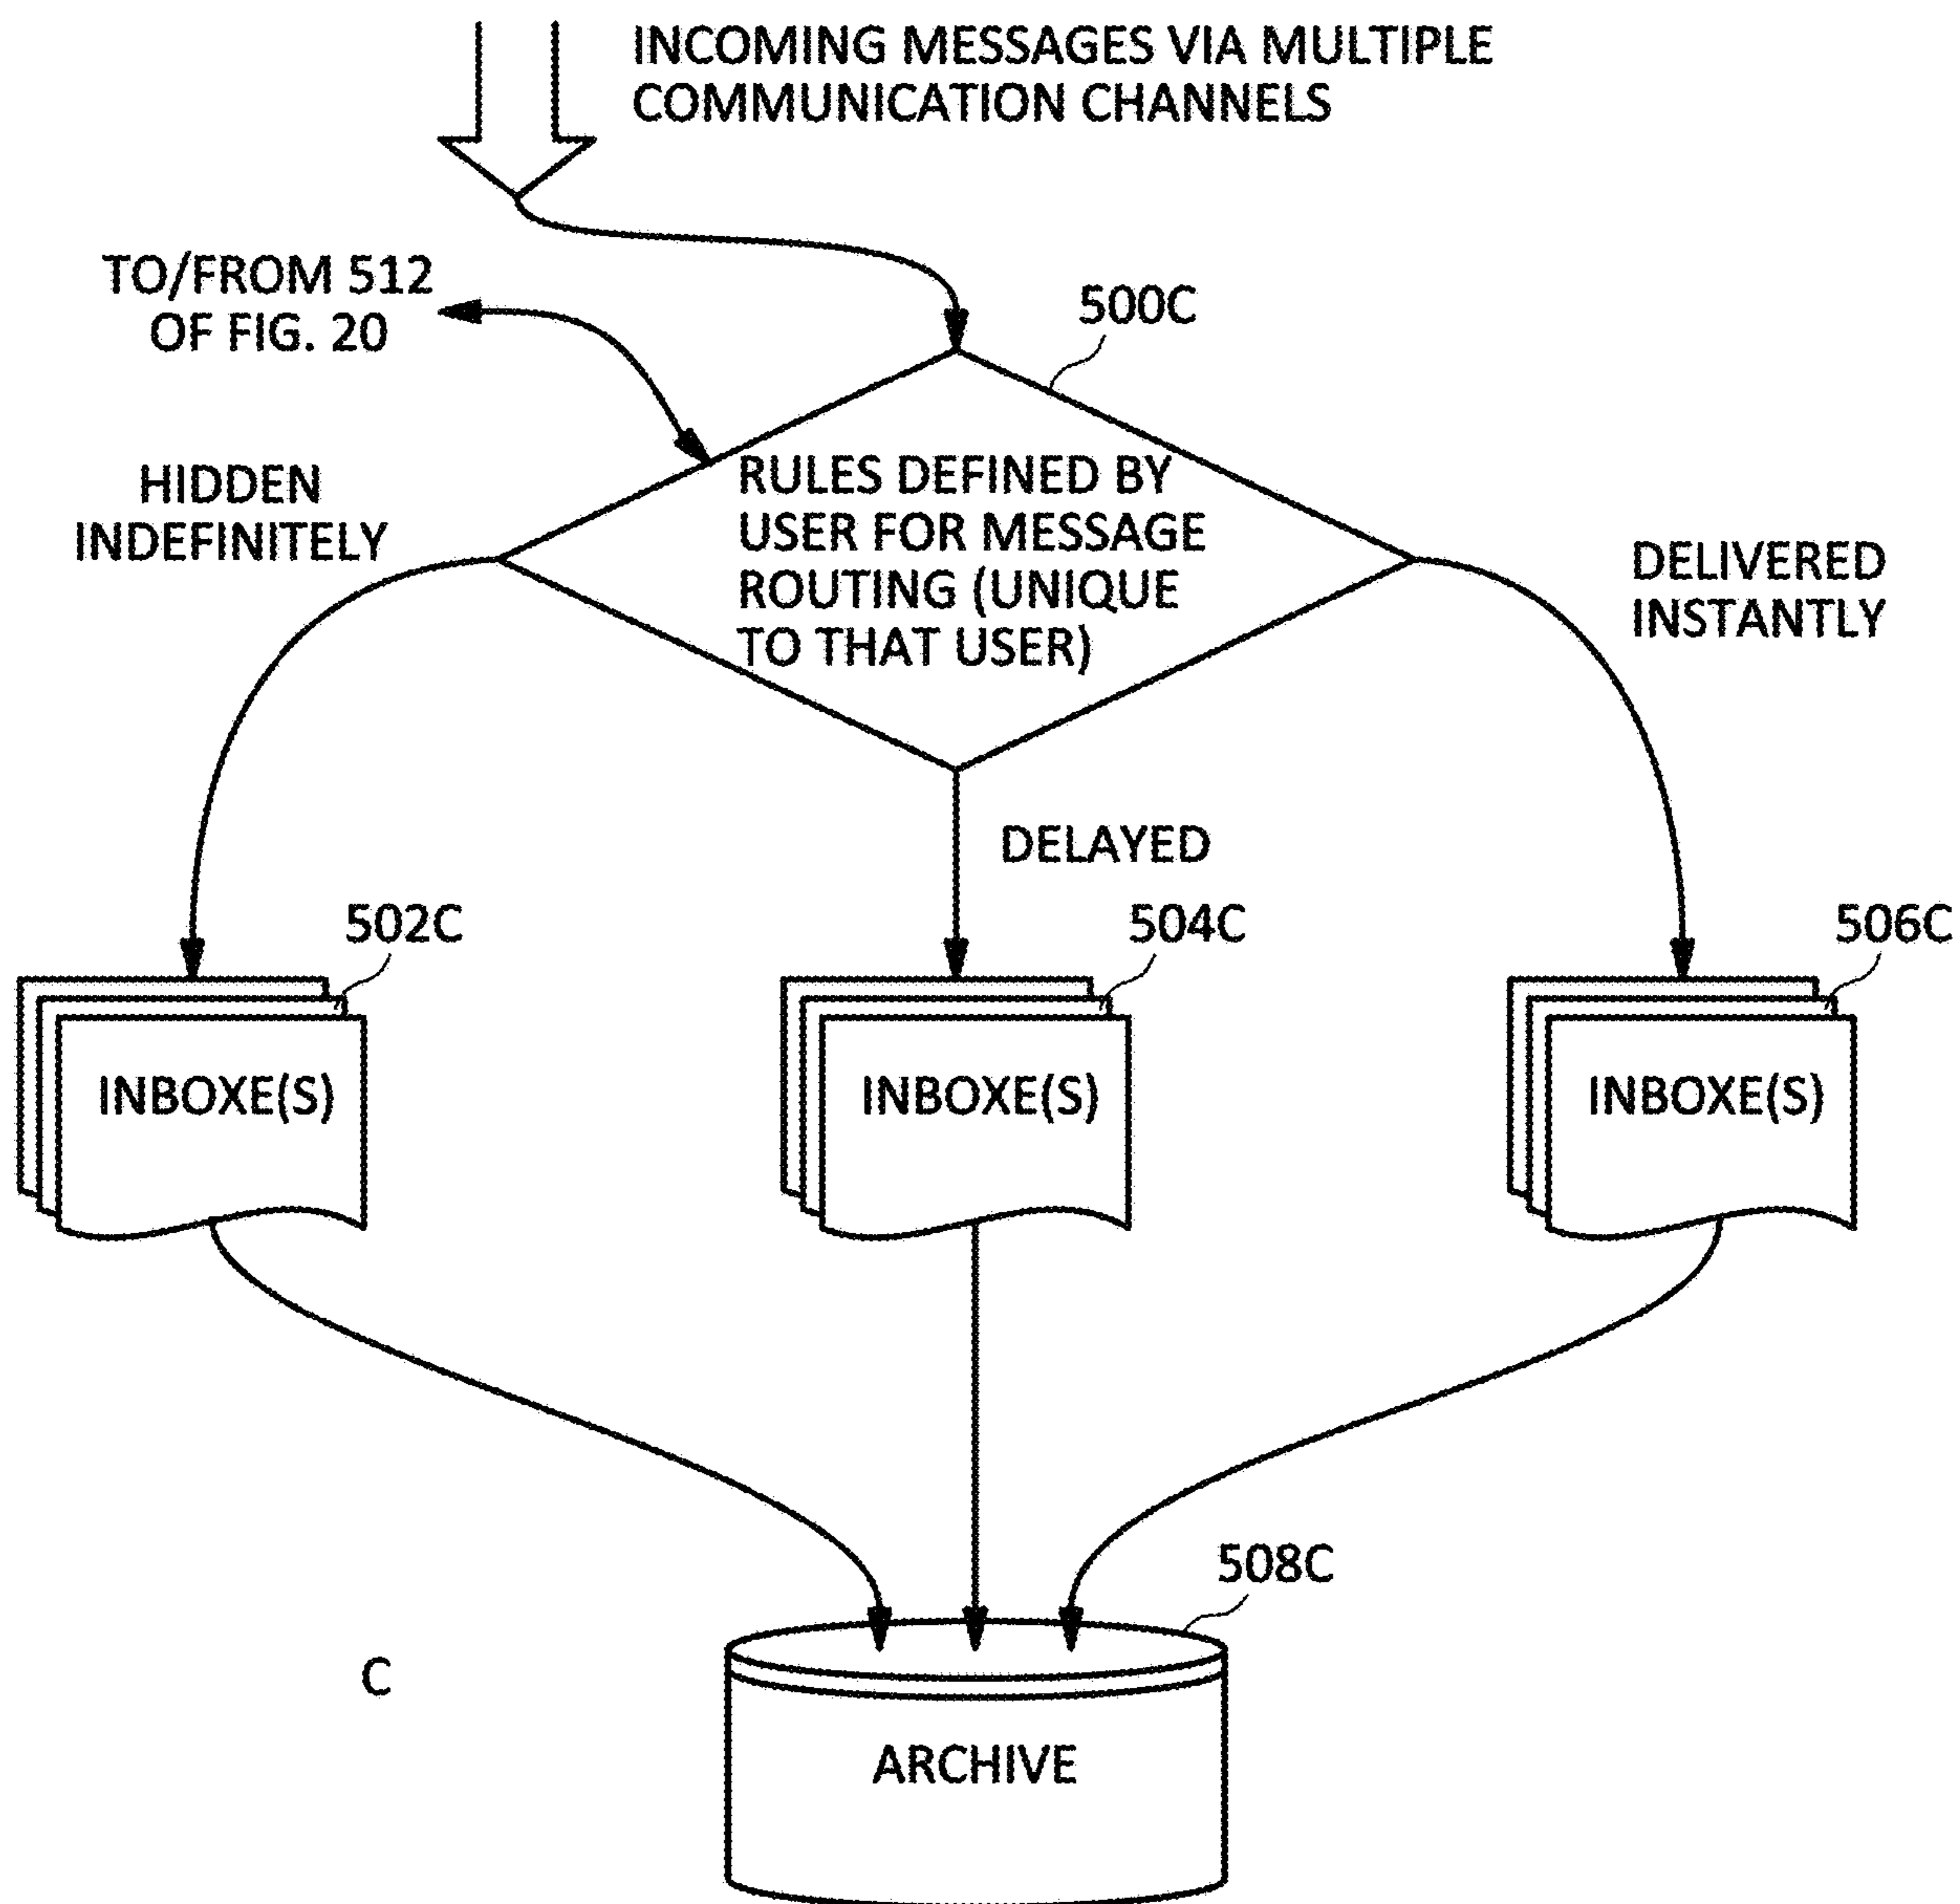 INCOMING MESSAGES VIA MULTIPLE
COMMUNICATION CHANNELS
TO/FROM 512
OF FIG. 20
500C
HIDDEN
INDEFINITELY
RULES DEFINED BY
USER FOR MESSAGE
ROUTING (UNIQUE
TO THAT USER)
DELIVERED
INSTANTLY
DELAYED
502C
504C
506C
INBOXE(S)
INBOXE(S)
INBOXE(S)
508C
C
ARCHIVE